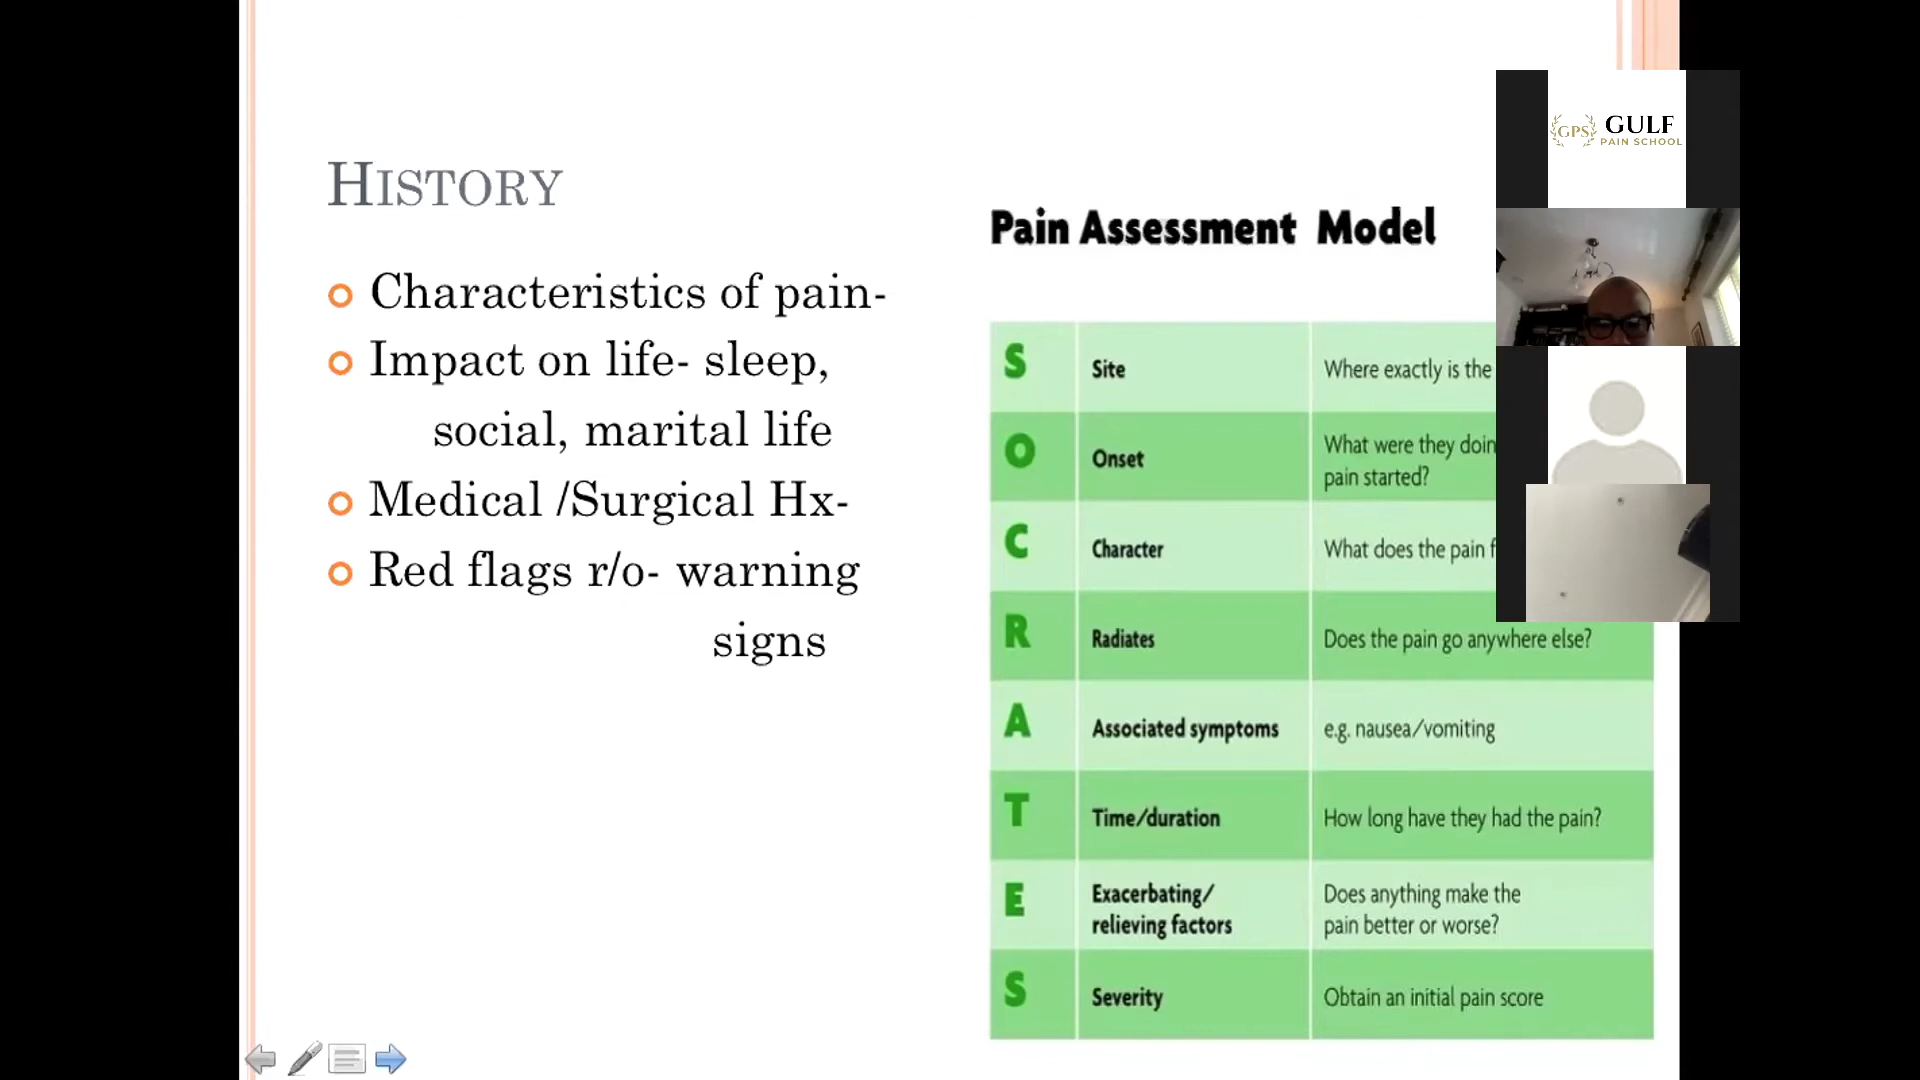 HISTORY
Characteristics of pain-
Impact on life- sleep,
social, marital life
Medical /Surgical Hx-
Red flags r/o- warning
signs
Pain Assessment Model
S Site Where exactly is the
O Onset What were they doin
pain started?
C Character What does the pain f
R Radiates Does the pain go anywhere else?
A Associated symptoms e.g. nausea/vomiting
T Time/duration How long have they had the pain?
E Exacerbating/ Does anything make the
relieving factors pain better or worse?
S Severity Obtain an initial pain score
GPS GULF
PAIN SCHOOL